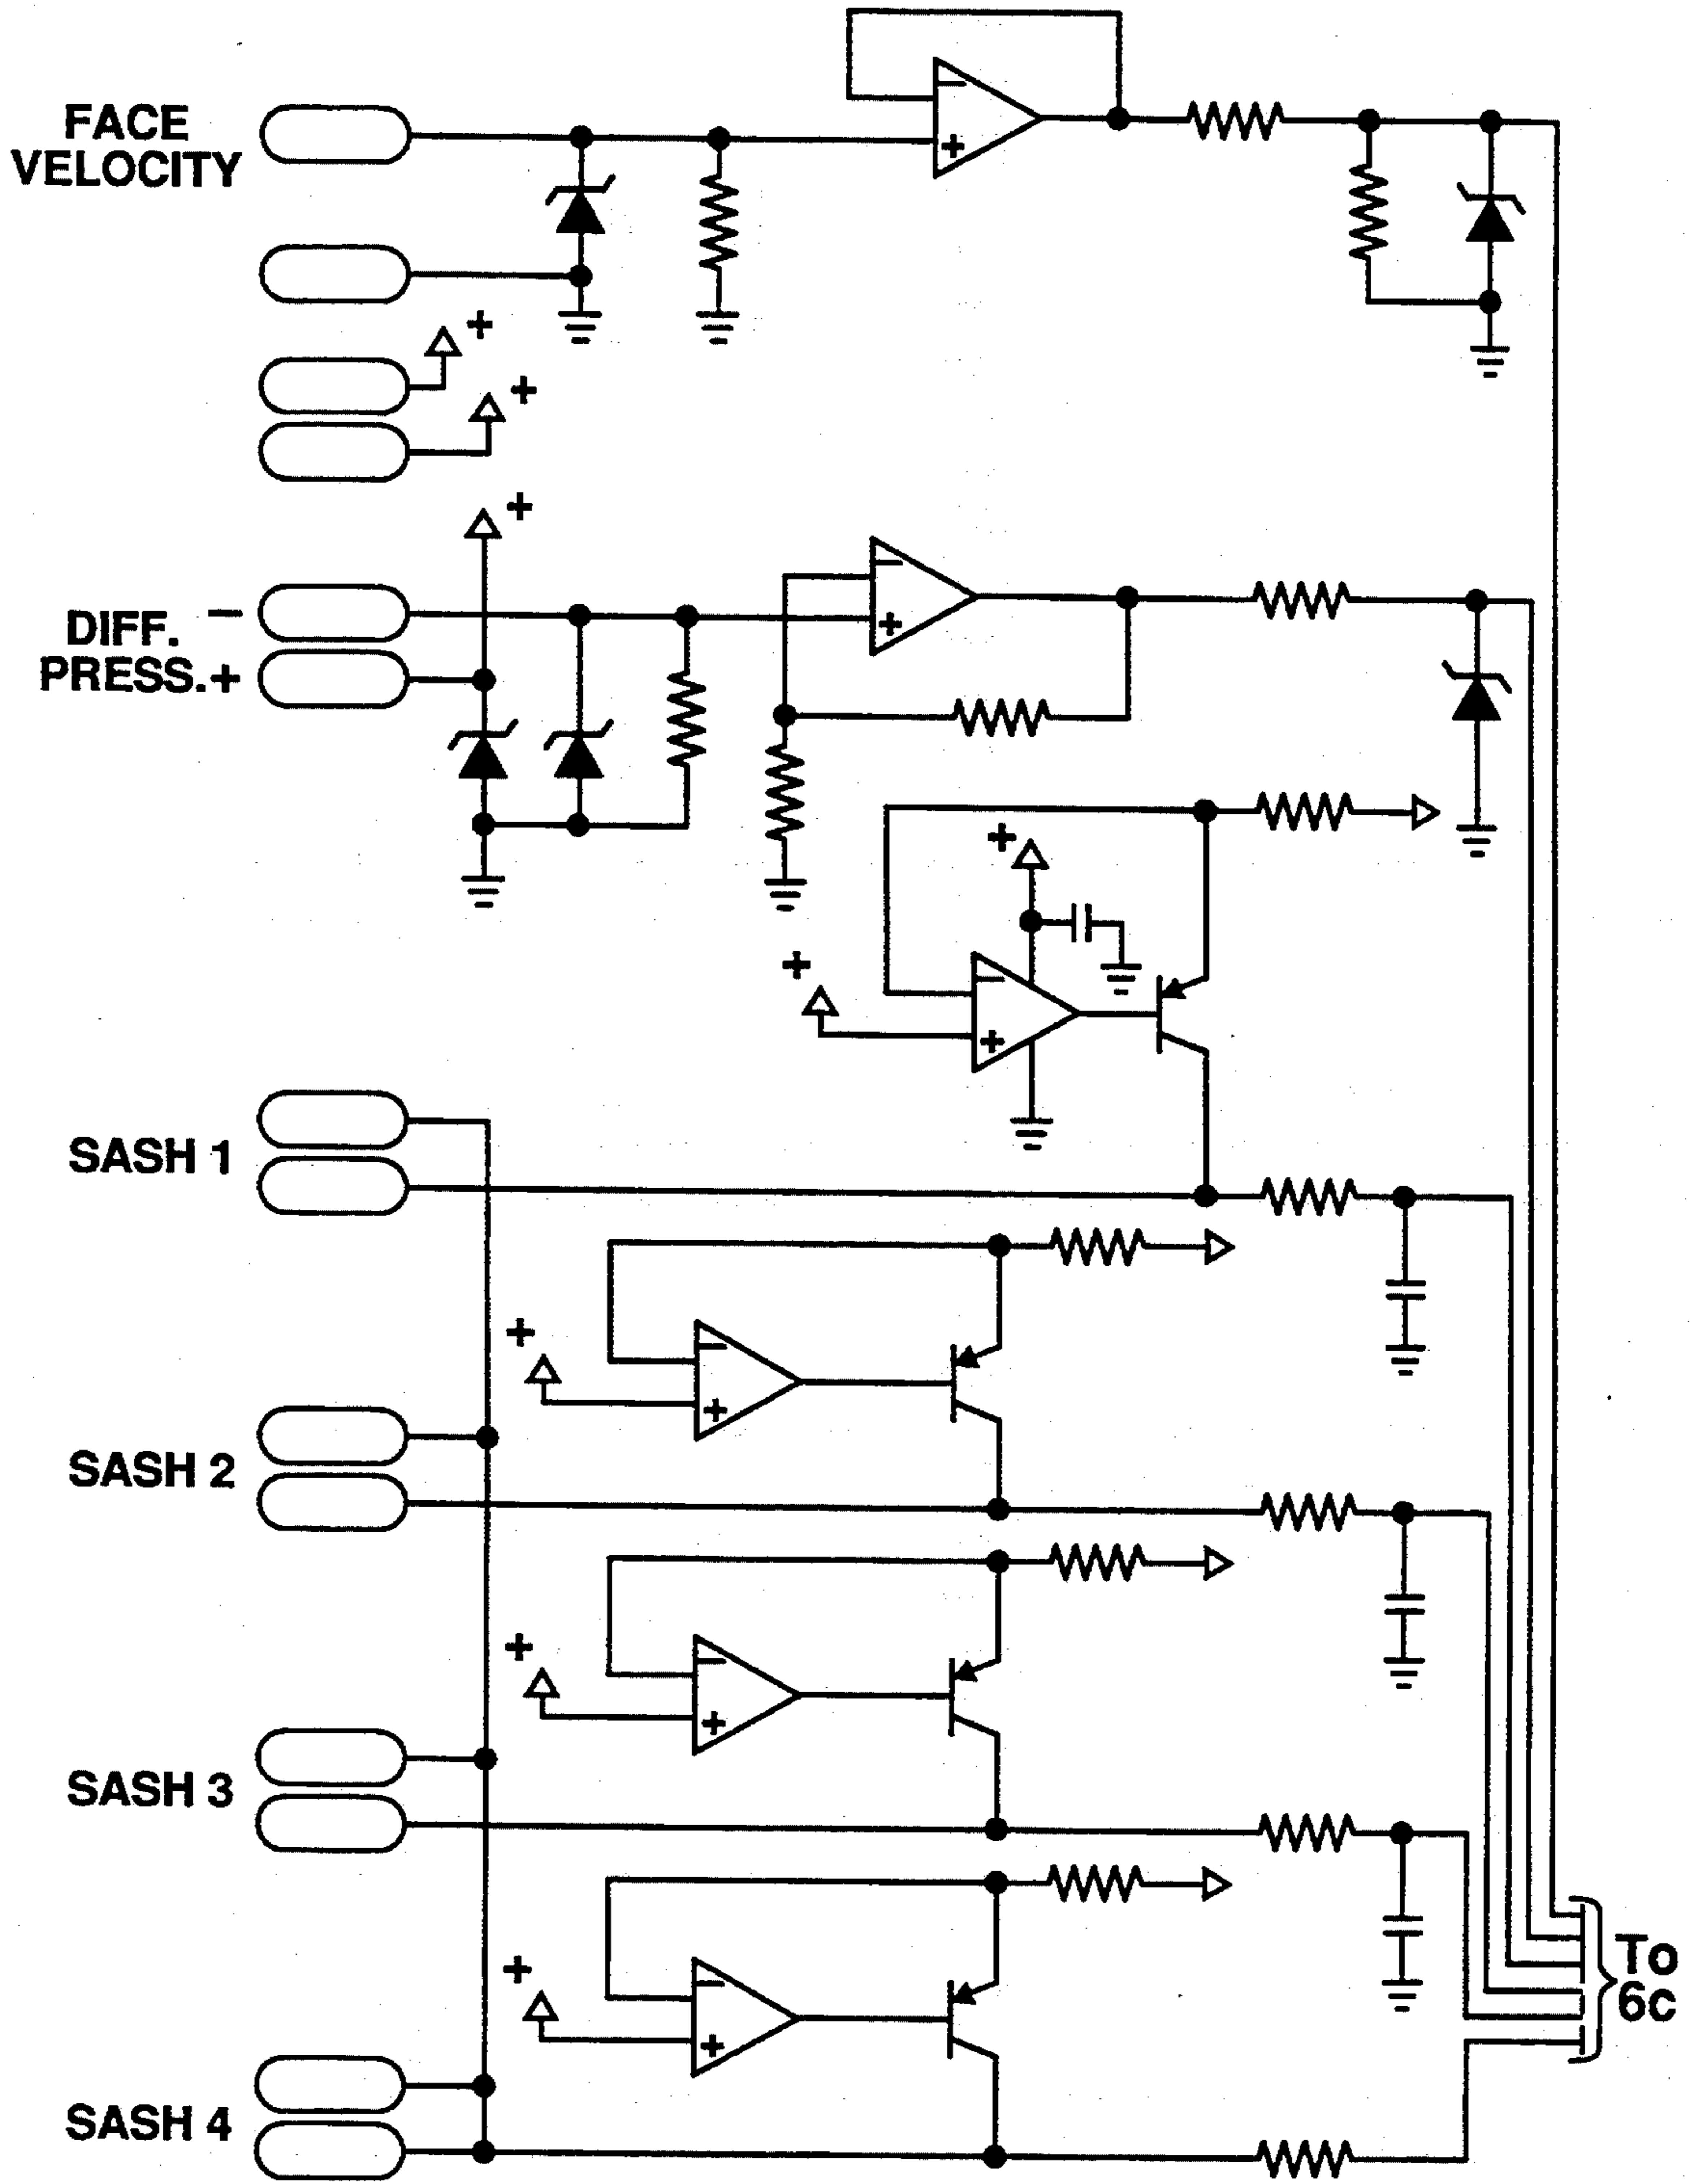 FACE
VELOCITY
+
+
+
DIFF. −
PRESS. +
−
+
−
+
+
+
−
+
SASH 1
+
−
+
SASH 2
+
−
+
SASH 3
+
−
+
SASH 4
To
6c